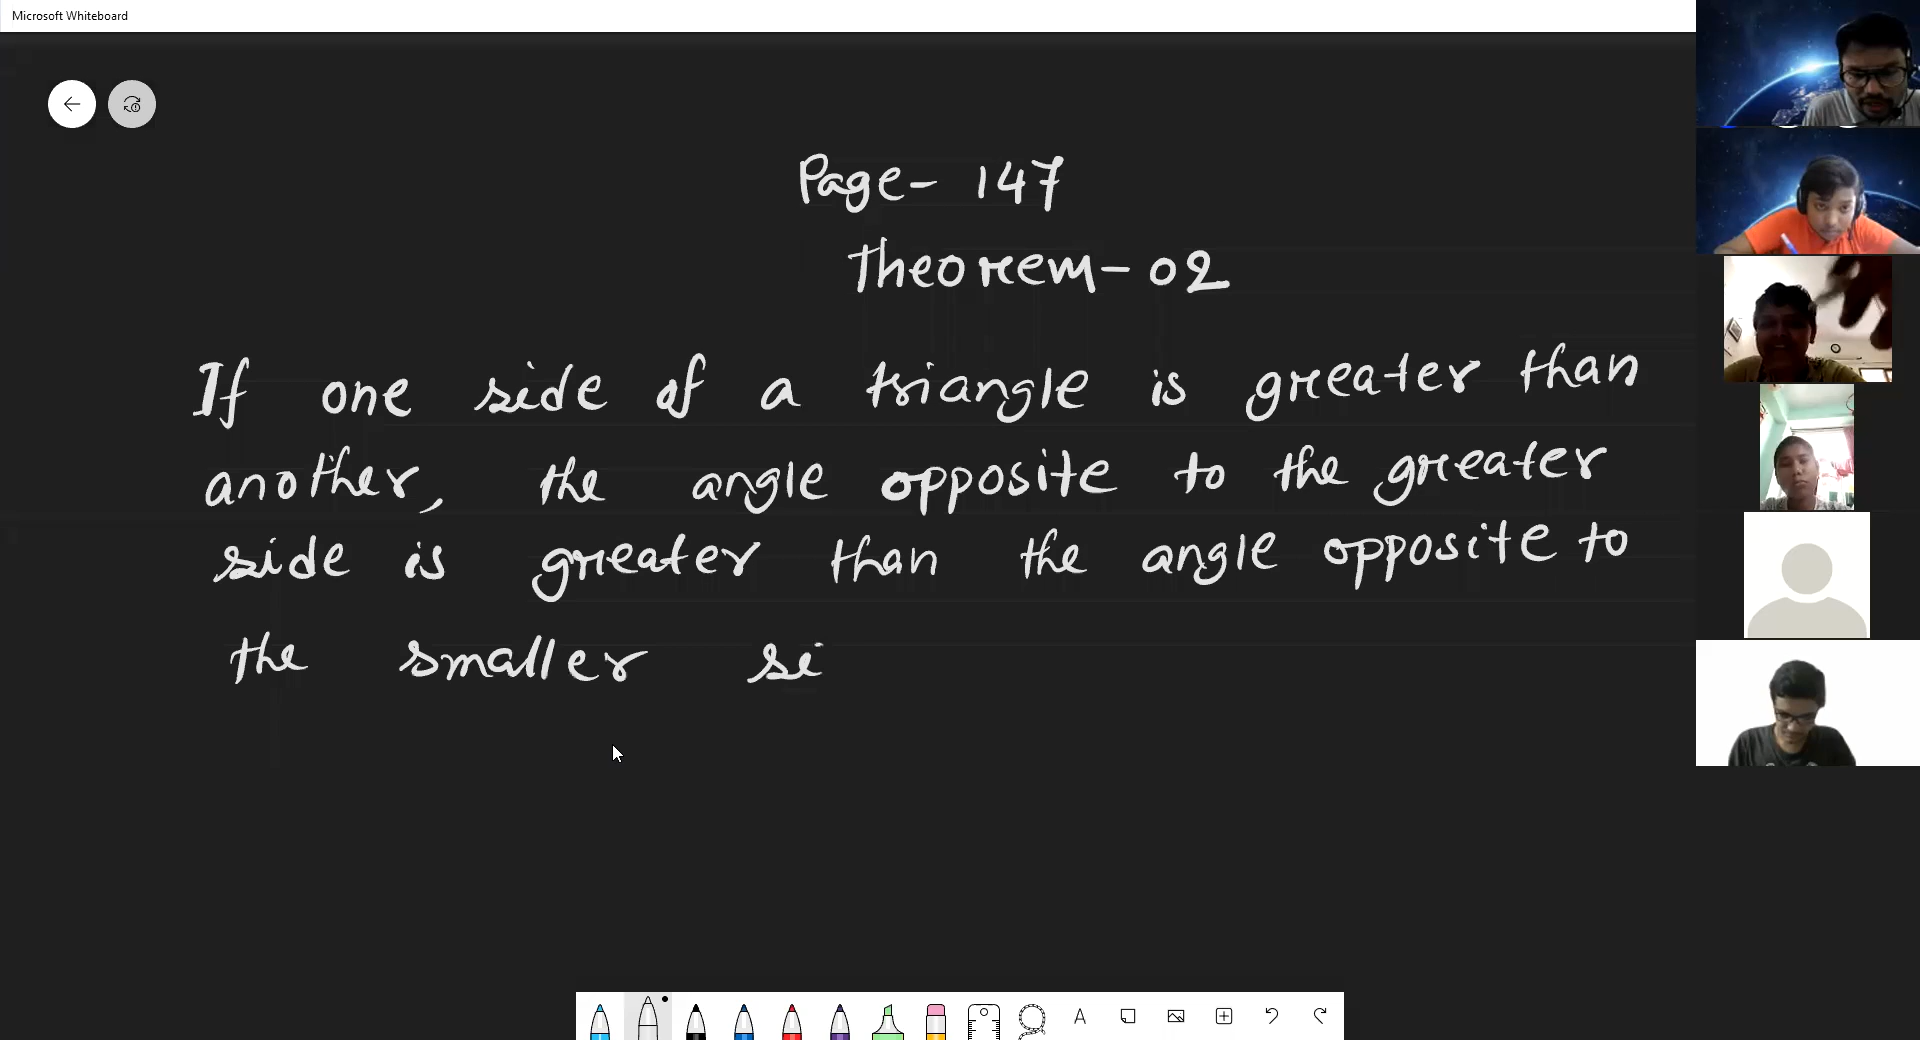 Microsoft Whiteboard
Page- 147
Theorem- 02
If one side of a triangle is greater than
another, the angle opposite to the greater
side is greater than the angle opposite to
the smaller si
A